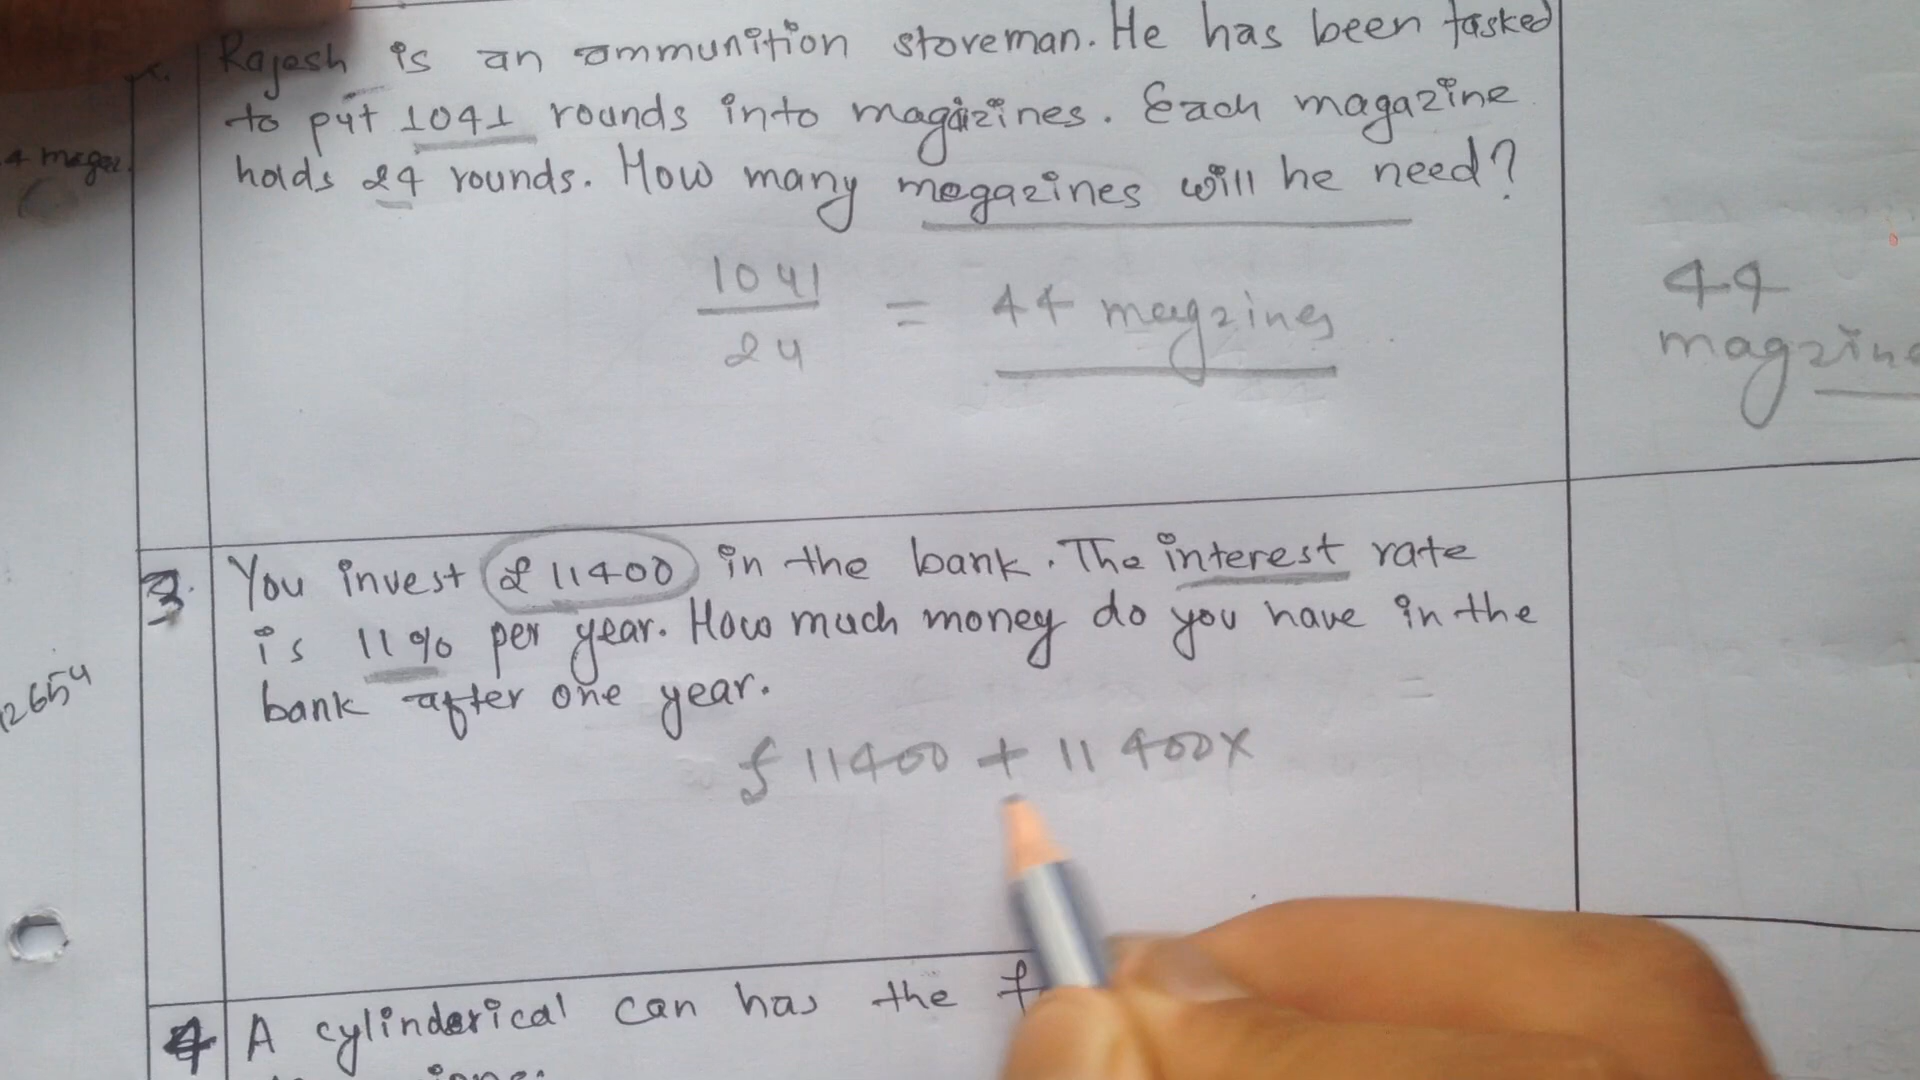 Rajesh is an ammunition storeman. He has been tasked
to put 1041 rounds into magazines. Each magazine
holds 24 rounds. How many magazines will he need?
1041
24
= 44 magzines
44
magzine
3. You invest £11400 in the bank. The interest rate
is 11% per year. How much money do you have in the
bank after one year.
£11400 + 11400x
12654
4 A cylinderical can has the